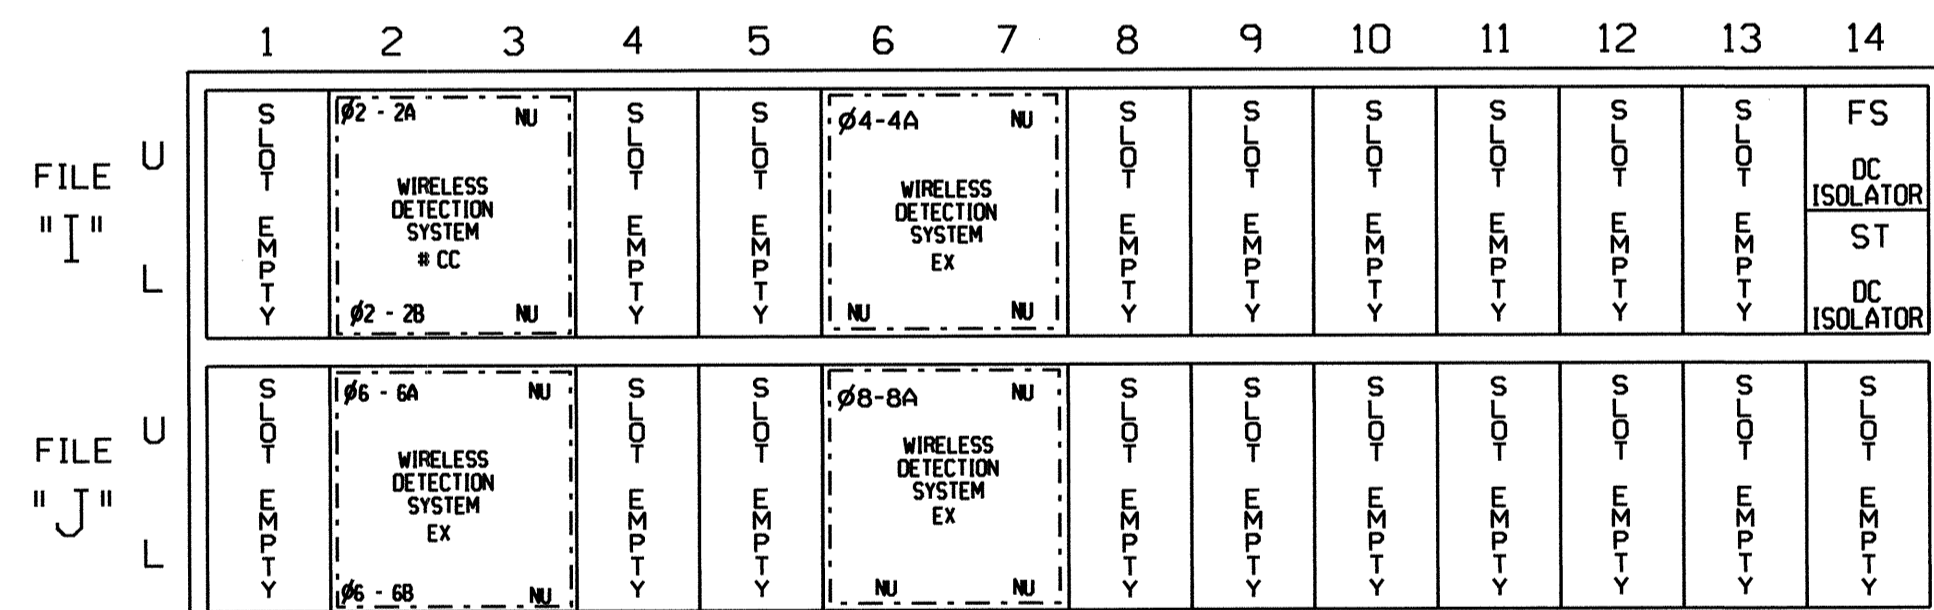 1 2 3 4 5 6 7 8 9 10 11 12 13 14
FILE "I"
U
L
SLOT EMPTY
Ø2 - 2A NU
WIRELESS
DETECTION
SYSTEM
# CC
Ø2 - 2B NU
SLOT EMPTY
SLOT EMPTY
Ø4-4A NU
WIRELESS
DETECTION
SYSTEM
EX
NU NU
SLOT EMPTY
SLOT EMPTY
SLOT EMPTY
SLOT EMPTY
SLOT EMPTY
SLOT EMPTY
FS
DC
ISOLATOR
ST
DC
ISOLATOR
FILE "J"
U
L
SLOT EMPTY
Ø6 - 6A NU
WIRELESS
DETECTION
SYSTEM
EX
Ø6 - 6B NU
SLOT EMPTY
SLOT EMPTY
Ø8-8A NU
WIRELESS
DETECTION
SYSTEM
EX
NU NU
SLOT EMPTY
SLOT EMPTY
SLOT EMPTY
SLOT EMPTY
SLOT EMPTY
SLOT EMPTY
SLOT EMPTY